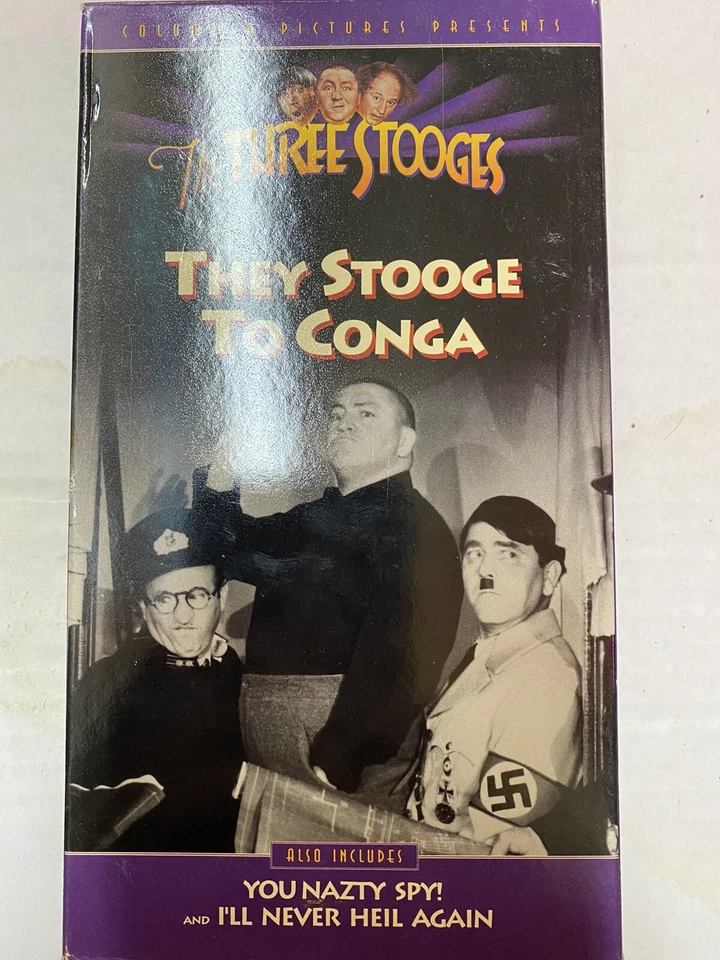 COLUMBIA PICTURES PRESENTS
The THREE STOOGES
THEY STOOGE
TO CONGA
ALSO INCLUDES
YOU NAZTY SPY!
AND I'LL NEVER HEIL AGAIN